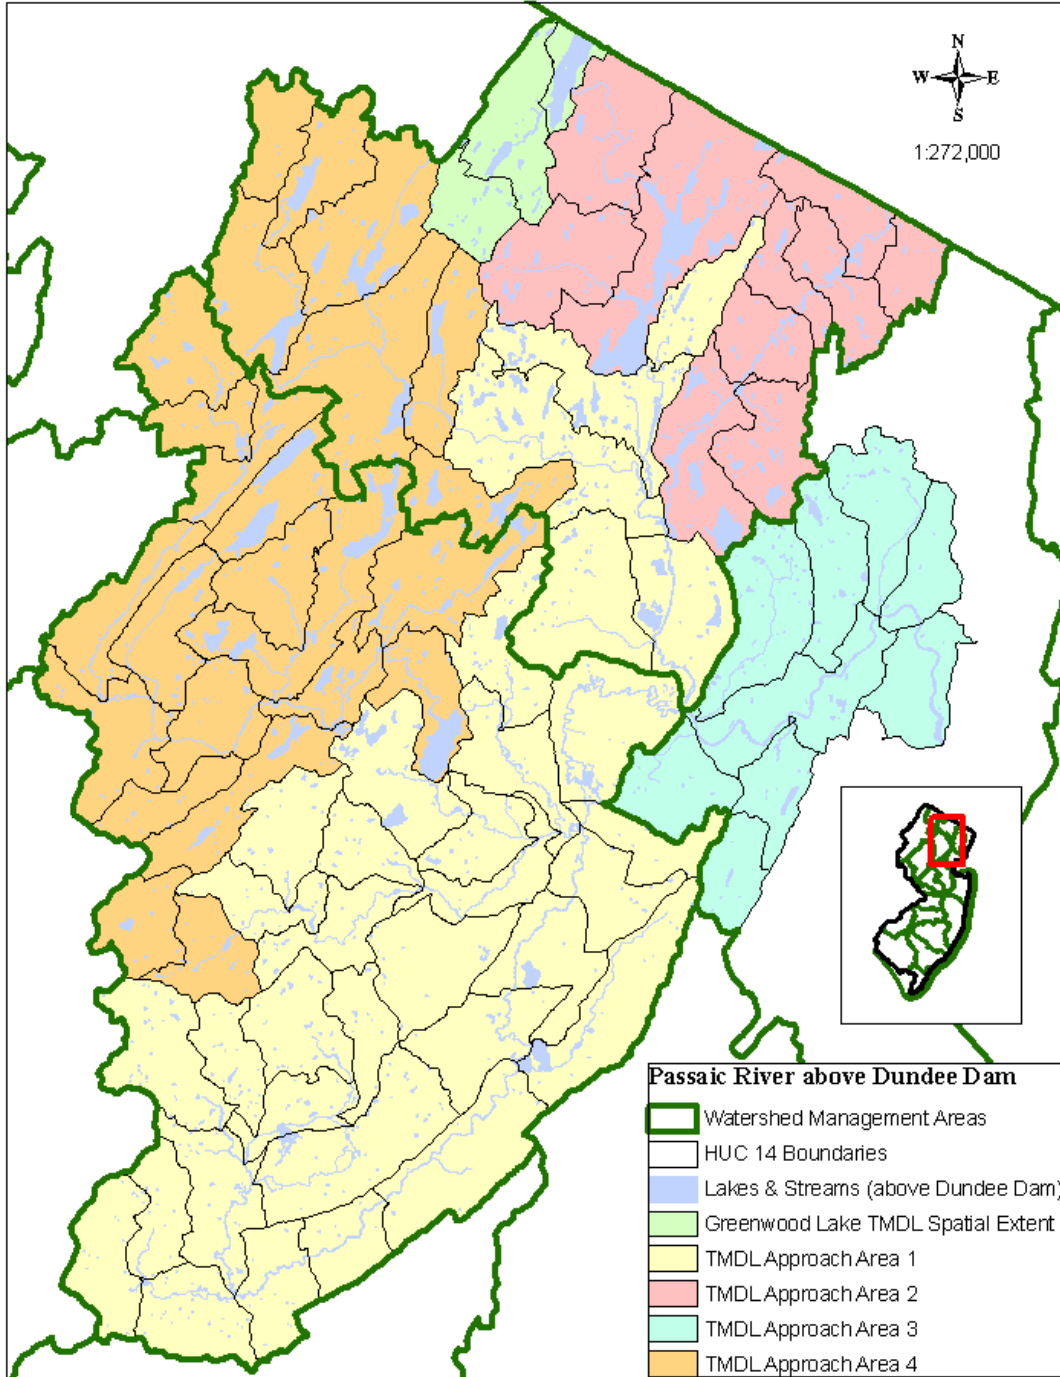 N
W E
S
1:272,000
Passaic River above Dundee Dam
Watershed Management Areas
HUC 14 Boundaries
Lakes & Streams (above Dundee Dam)
Greenwood Lake TMDL Spatial Extent
TMDL Approach Area 1
TMDL Approach Area 2
TMDL Approach Area 3
TMDL Approach Area 4